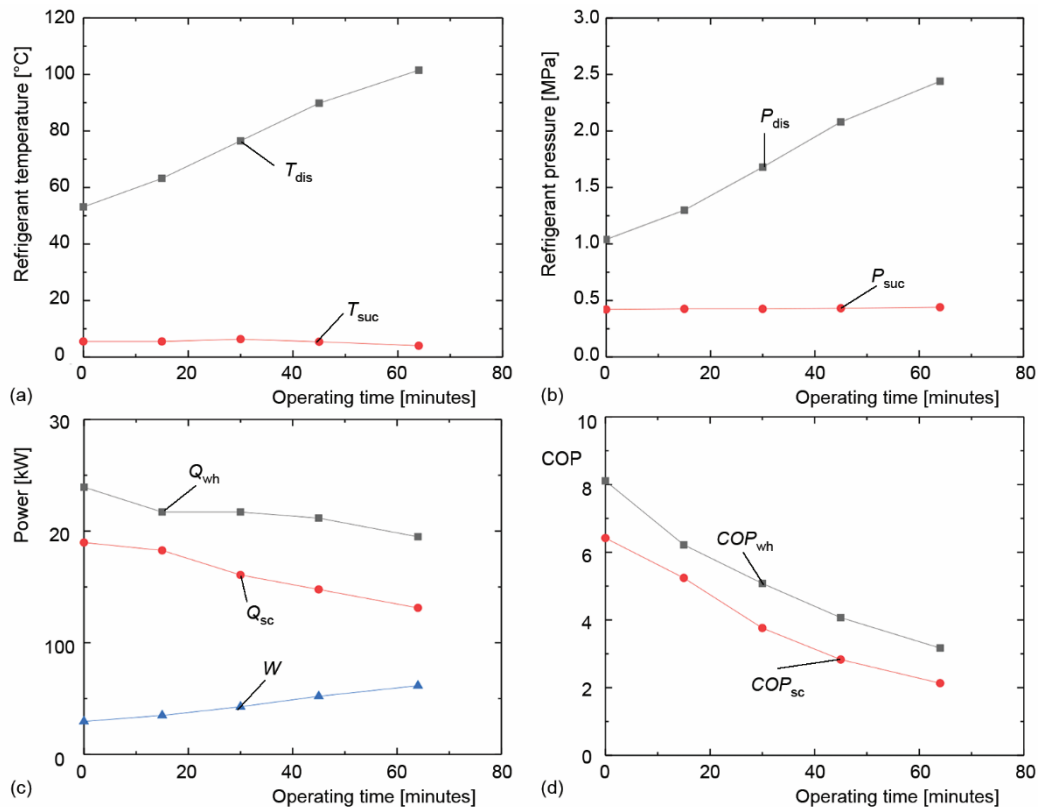 120
100
80
60
40
20
0
0 20 40 60 80
Refrigerant temperature [°C]
T dis
T suc
(a) Operating time [minutes]
3.0
2.5
2.0
1.5
1.0
0.5
0.0
0 20 40 60 80
Refrigerant pressure [MPa]
P dis
P suc
(b) Operating time [minutes]
30
20
100
0
0 20 40 60 80
Power [kW]
Q wh
Q sc
W
(c) Operating time [minutes]
10
COP
8
6
4
2
0
0 20 40 60 80
COP wh
COP sc
(d) Operating time [minutes]